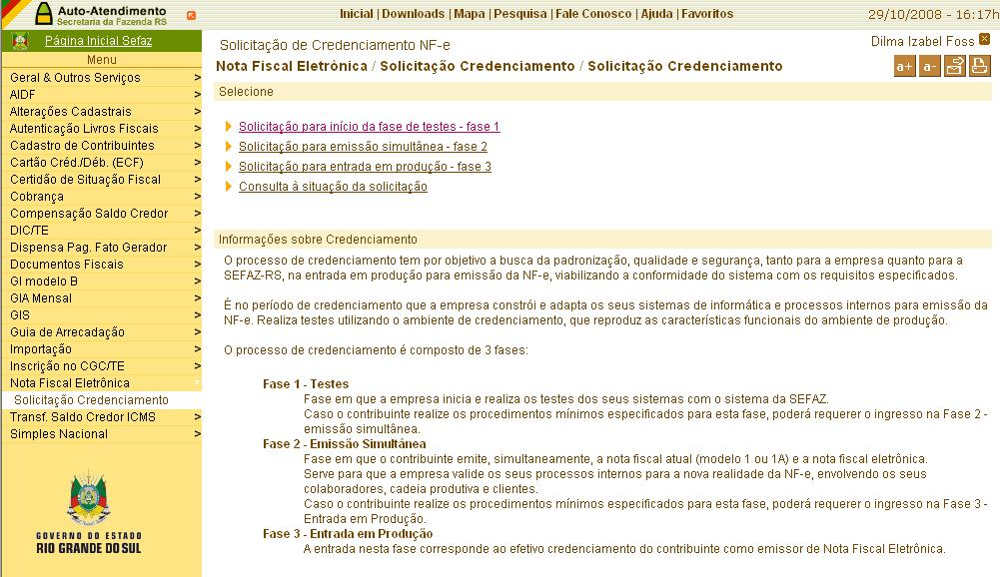 Auto-Atendimento
Secretaria da Fazenda RS
Inicial | Downloads | Mapa | Pesquisa | Fale Conosco | Ajuda | Favoritos
29/10/2008 - 16:17h
Página Inicial Sefaz
Menu
Geral & Outros Serviços >
AIDF >
Alterações Cadastrais >
Autenticação Livros Fiscais >
Cadastro de Contribuintes >
Cartão Créd./Déb. (ECF) >
Certidão de Situação Fiscal >
Cobrança >
Compensação Saldo Credor >
DIC/TE >
Dispensa Pag. Fato Gerador >
Documentos Fiscais >
GI modelo B >
GIA Mensal >
GIS >
Guia de Arrecadação >
Importação >
Inscrição no CGC/TE >
Nota Fiscal Eletrônica
Solicitação Credenciamento
Transf. Saldo Credor ICMS >
Simples Nacional >
GOVERNO DO ESTADO
RIO GRANDE DO SUL
Solicitação de Credenciamento NF-e
Dilma Izabel Foss
Nota Fiscal Eletrônica / Solicitação Credenciamento / Solicitação Credenciamento
a+ a-
Selecione
Solicitação para início da fase de testes - fase 1
Solicitação para emissão simultânea - fase 2
Solicitação para entrada em produção - fase 3
Consulta à situação da solicitação
Informações sobre Credenciamento
O processo de credenciamento tem por objetivo a busca da padronização, qualidade e segurança, tanto para a empresa quanto para a
SEFAZ-RS, na entrada em produção para emissão da NF-e, viabilizando a conformidade do sistema com os requisitos especificados.
É no período de credenciamento que a empresa constrói e adapta os seus sistemas de informática e processos internos para emissão da
NF-e. Realiza testes utilizando o ambiente de credenciamento, que reproduz as características funcionais do ambiente de produção.
O processo de credenciamento é composto de 3 fases:
Fase 1 - Testes
Fase em que a empresa inicia e realiza os testes dos seus sistemas com o sistema da SEFAZ.
Caso o contribuinte realize os procedimentos mínimos especificados para esta fase, poderá requerer o ingresso na Fase 2 -
emissão simultânea.
Fase 2 - Emissão Simultânea
Fase em que o contribuinte emite, simultaneamente, a nota fiscal atual (modelo 1 ou 1A) e a nota fiscal eletrônica.
Serve para que a empresa valide os seus processos internos para a nova realidade da NF-e, envolvendo os seus
colaboradores, cadeia produtiva e clientes.
Caso o contribuinte realize os procedimentos mínimos especificados para esta fase, poderá requerer o ingresso na Fase 3 -
Entrada em Produção.
Fase 3 - Entrada em Produção
A entrada nesta fase corresponde ao efetivo credenciamento do contribuinte como emissor de Nota Fiscal Eletrônica.